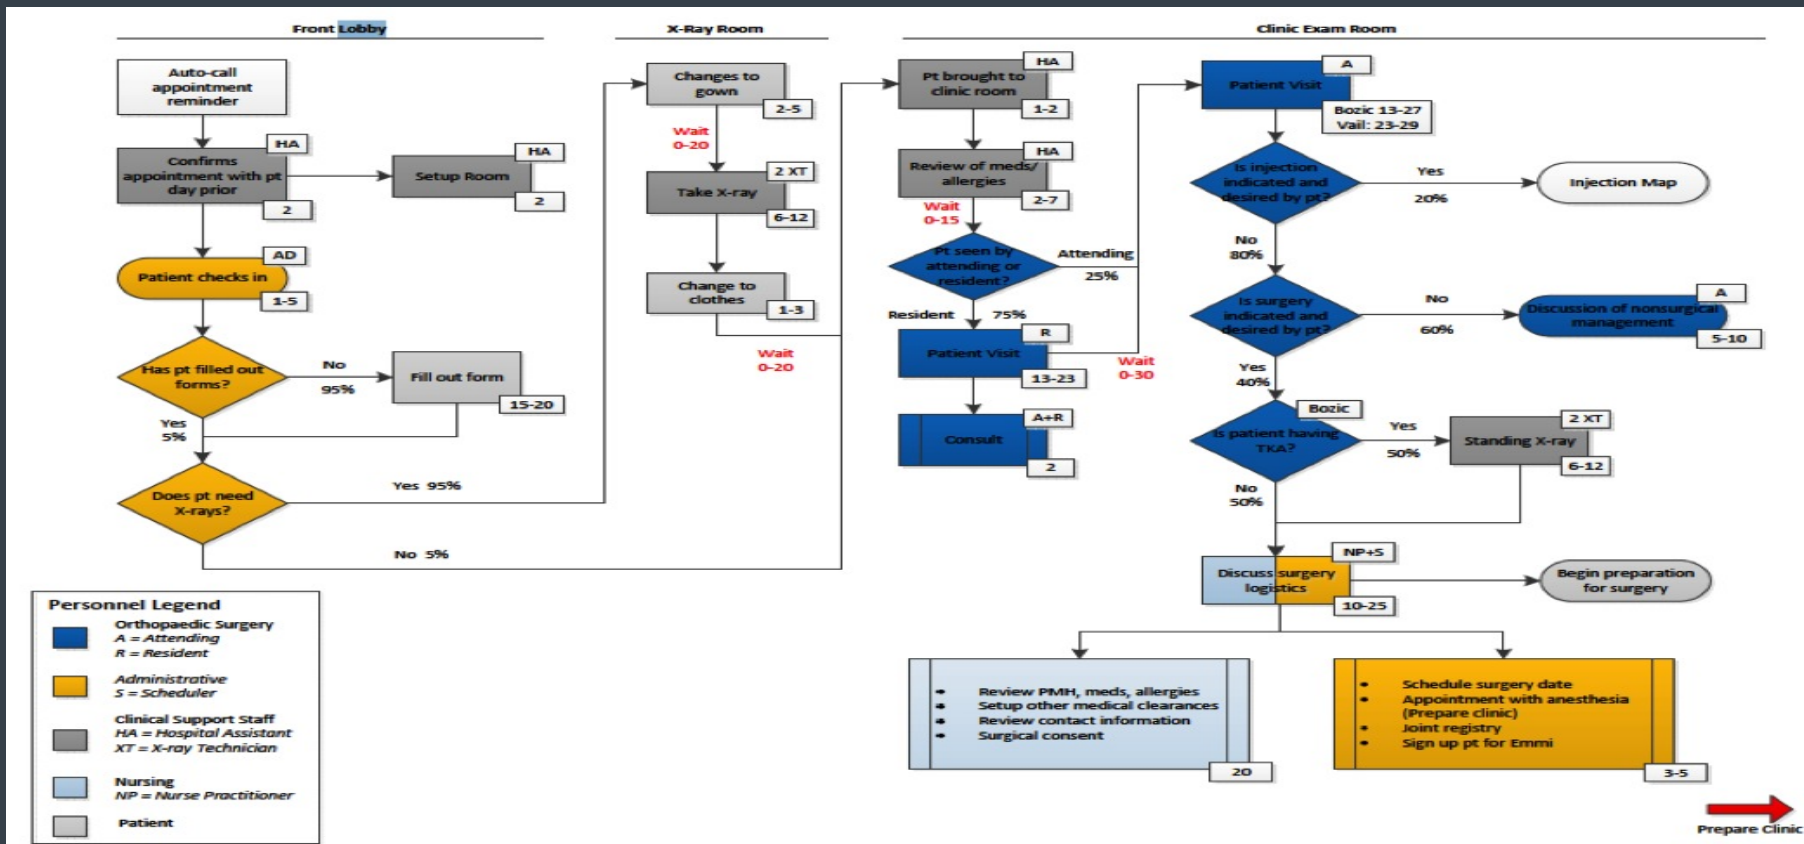 Front Lobby
X-Ray Room
Clinic Exam Room
Auto-call
appointment
reminder
HA
Confirms
appointment with pt
day prior
2
HA
Setup Room
2
AD
Patient checks in
1-5
Has pt filled out
forms?
No
95%
Fill out form
15-20
Yes
5%
Does pt need
X-rays?
Yes 95%
No 5%
Changes to
gown
2-5
Wait
0-20
2 XT
Take X-ray
6-12
Change to
clothes
1-3
Wait
0-20
HA
Pt brought to
clinic room
1-2
HA
Review of meds/
allergies
2-7
Wait
0-15
Pt seen by
attending or
resident?
Attending
25%
Resident 75%
R
Patient Visit
13-23
Wait
0-30
A+R
Consult
2
A
Patient Visit
Bozic 13-27
Vail: 23-29
Is injection
indicated and
desired by pt?
Yes
20%
Injection Map
No
80%
Is surgery
indicated and
desired by pt?
No
60%
A
Discussion of nonsurgical
management
5-10
Yes
40%
Bozic
Is patient having
TKA?
Yes
50%
2 XT
Standing X-ray
6-12
No
50%
NP+S
Discuss surgery
logistics
10-25
Begin preparation
for surgery
• Review PMH, meds, allergies
• Setup other medical clearances
• Review contact information
• Surgical consent
20
• Schedule surgery date
• Appointment with anesthesia
(Prepare clinic)
• Joint registry
• Sign up pt for Emmi
3-5
Prepare Clinic
Personnel Legend
Orthopaedic Surgery
A = Attending
R = Resident
Administrative
S = Scheduler
Clinical Support Staff
HA = Hospital Assistant
XT = X-ray Technician
Nursing
NP = Nurse Practitioner
Patient